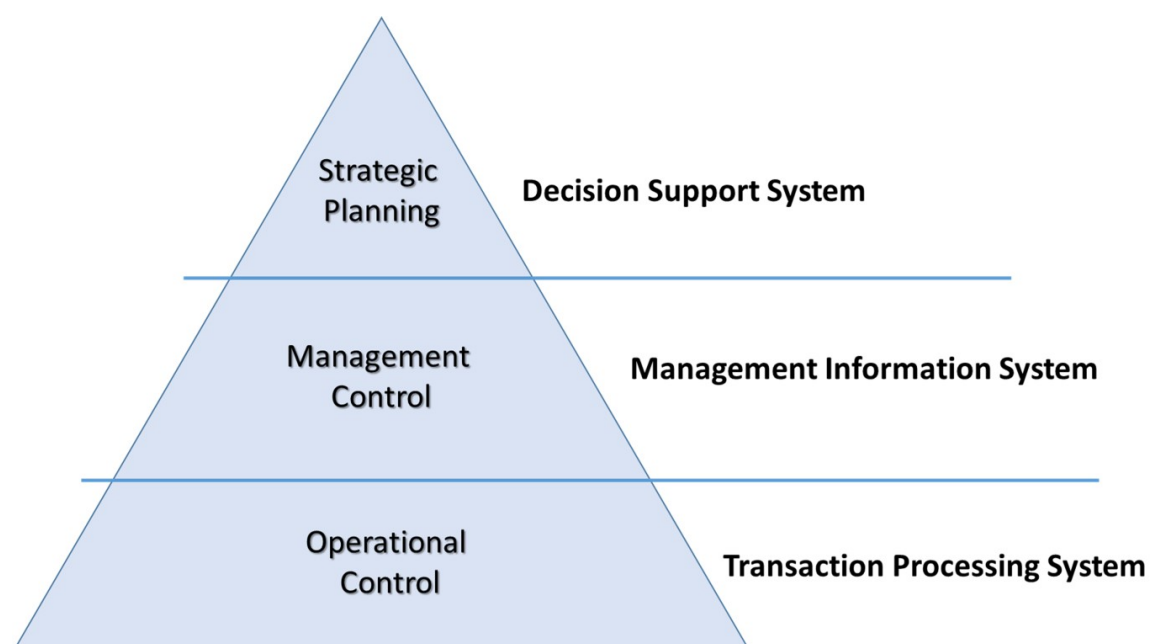 Strategic
Planning
Decision Support System
Management
Control
Management Information System
Operational
Control
Transaction Processing System